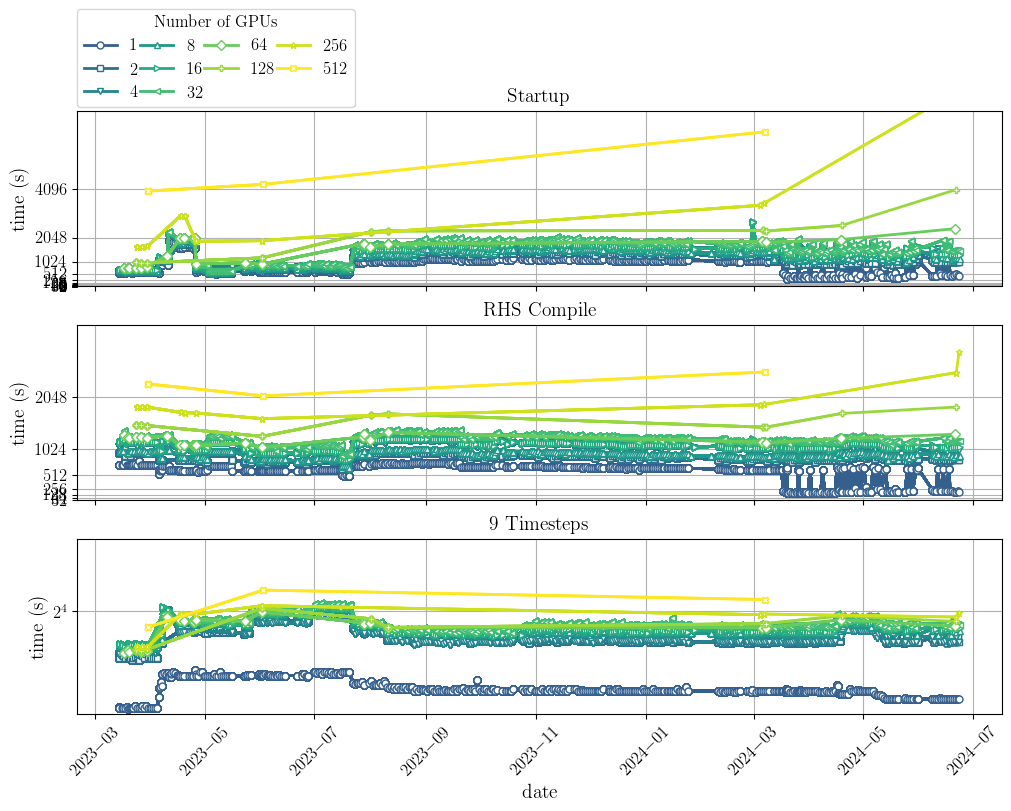 Number of GPUs
1 8 64 256
2 16 128 512
4 32
Startup
time (s)
4096
2048
1024
512
RHS Compile
time (s)
2048
1024
512
256
128
9 Timesteps
time (s)
2⁴
2023−03 2023−05 2023−07 2023−09 2023−11 2024−01 2024−03 2024−05 2024−07
date